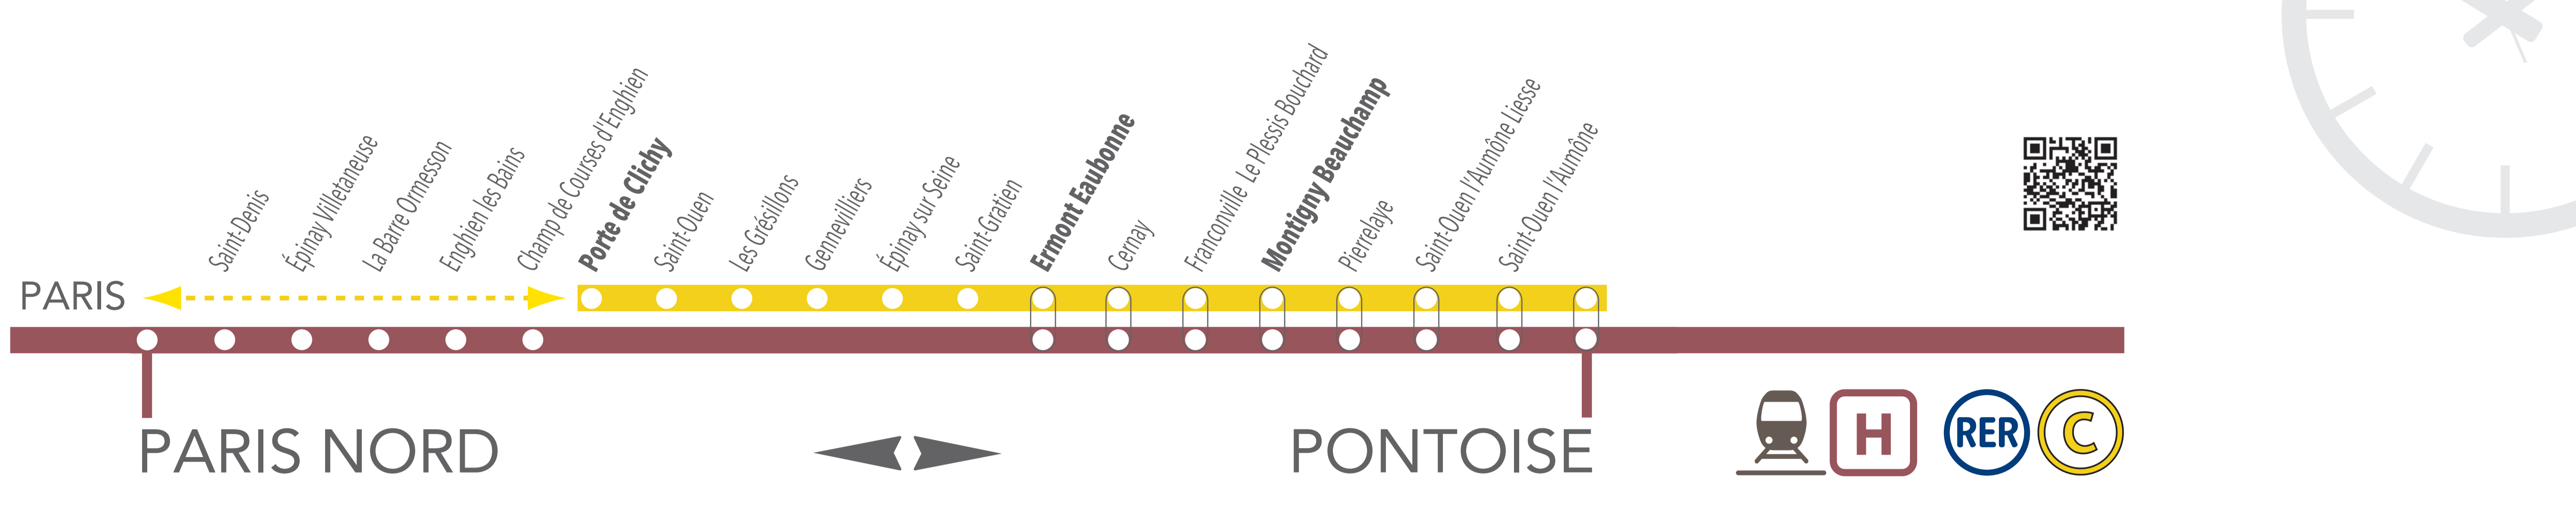 Saint-Denis
Épinay Villetaneuse
La Barre Ormesson
Enghien les Bains
Champ de Courses d'Enghien
Porte de Clichy
Saint-Ouen
Les Grésillons
Gennevilliers
Épinay sur Seine
Saint-Gratien
Ermont Eaubonne
Cernay
Franconville Le Plessis Bouchard
Montigny Beauchamp
Pierrelaye
Saint-Ouen l'Aumône Liesse
Saint-Ouen l'Aumône
PARIS
PARIS NORD
PONTOISE
H
RER
C